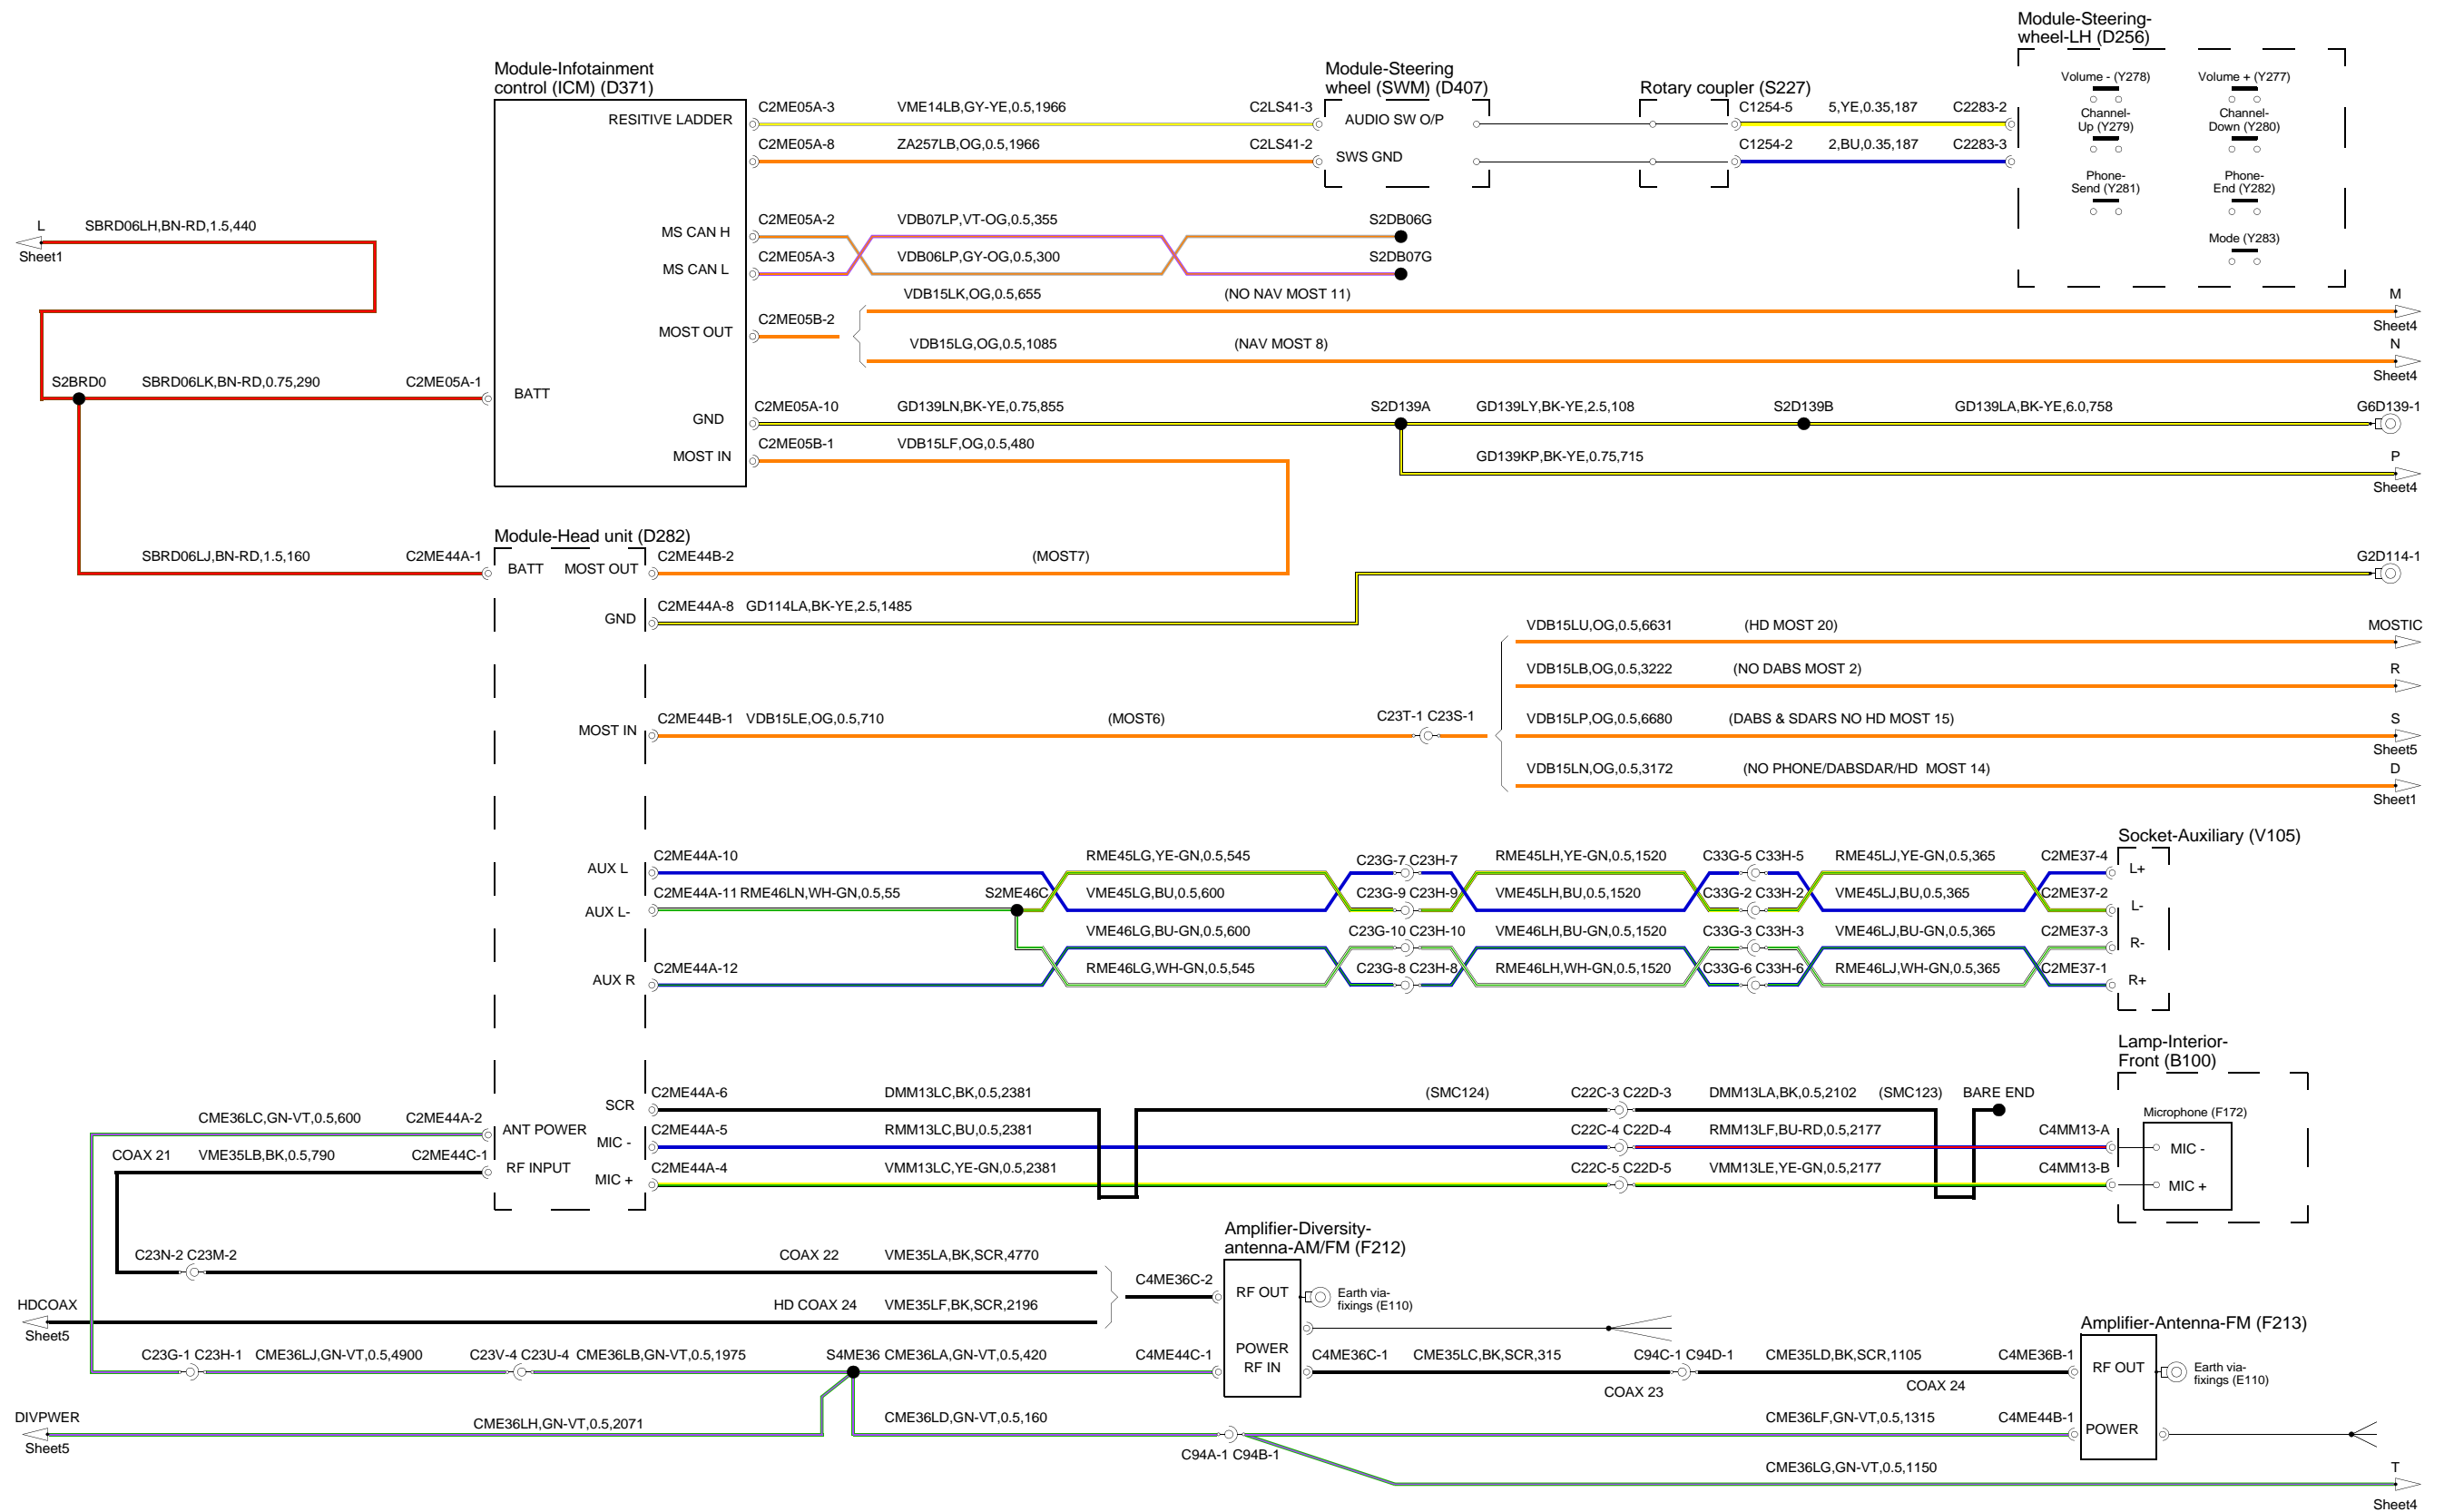 Module-Steering-
wheel-LH (D256)
Volume - (Y278)
Volume + (Y277)
Channel-
Up (Y279)
Channel-
Down (Y280)
Phone-
Send (Y281)
Phone-
End (Y282)
Mode (Y283)
Module-Infotainment
control (ICM) (D371)
Module-Steering
wheel (SWM) (D407)
Rotary coupler (S227)
RESITIVE LADDER
C2ME05A-3
VME14LB,GY-YE,0.5,1966
C2LS41-3
AUDIO SW O/P
C1254-5
5,YE,0.35,187
C2283-2
C2ME05A-8
ZA257LB,OG,0.5,1966
C2LS41-2
SWS GND
C1254-2
2,BU,0.35,187
C2283-3
L
SBRD06LH,BN-RD,1.5,440
Sheet1
MS CAN H
C2ME05A-2
VDB07LP,VT-OG,0.5,355
S2DB06G
MS CAN L
C2ME05A-3
VDB06LP,GY-OG,0.5,300
S2DB07G
VDB15LK,OG,0.5,655
(NO NAV MOST 11)
M
Sheet4
MOST OUT
C2ME05B-2
VDB15LG,OG,0.5,1085
(NAV MOST 8)
N
Sheet4
S2BRD0
SBRD06LK,BN-RD,0.75,290
C2ME05A-1
BATT
GND
C2ME05A-10
GD139LN,BK-YE,0.75,855
S2D139A
GD139LY,BK-YE,2.5,108
S2D139B
GD139LA,BK-YE,6.0,758
G6D139-1
MOST IN
C2ME05B-1
VDB15LF,OG,0.5,480
GD139KP,BK-YE,0.75,715
P
Sheet4
Module-Head unit (D282)
SBRD06LJ,BN-RD,1.5,160
C2ME44A-1
BATT
MOST OUT
C2ME44B-2
(MOST7)
G2D114-1
GND
C2ME44A-8
GD114LA,BK-YE,2.5,1485
VDB15LU,OG,0.5,6631
(HD MOST 20)
MOSTIC
VDB15LB,OG,0.5,3222
(NO DABS MOST 2)
R
MOST IN
C2ME44B-1
VDB15LE,OG,0.5,710
(MOST6)
C23T-1 C23S-1
VDB15LP,OG,0.5,6680
(DABS & SDARS NO HD MOST 15)
S
Sheet5
VDB15LN,OG,0.5,3172
(NO PHONE/DABSDAR/HD MOST 14)
D
Sheet1
Socket-Auxiliary (V105)
AUX L
C2ME44A-10
RME45LG,YE-GN,0.5,545
C23G-7 C23H-7
RME45LH,YE-GN,0.5,1520
C33G-5 C33H-5
RME45LJ,YE-GN,0.5,365
C2ME37-4
L+
AUX L-
C2ME44A-11
RME46LN,WH-GN,0.5,55
S2ME46C
VME45LG,BU,0.5,600
C23G-9 C23H-9
VME45LH,BU,0.5,1520
C33G-2 C33H-2
VME45LJ,BU,0.5,365
C2ME37-2
L-
VME46LG,BU-GN,0.5,600
C23G-10 C23H-10
VME46LH,BU-GN,0.5,1520
C33G-3 C33H-3
VME46LJ,BU-GN,0.5,365
C2ME37-3
R-
AUX R
C2ME44A-12
RME46LG,WH-GN,0.5,545
C23G-8 C23H-8
RME46LH,WH-GN,0.5,1520
C33G-6 C33H-6
RME46LJ,WH-GN,0.5,365
C2ME37-1
R+
Lamp-Interior-
Front (B100)
SCR
C2ME44A-6
DMM13LC,BK,0.5,2381
(SMC124)
C22C-3 C22D-3
DMM13LA,BK,0.5,2102
(SMC123)
BARE END
Microphone (F172)
CME36LC,GN-VT,0.5,600
C2ME44A-2
ANT POWER
MIC -
C2ME44A-5
RMM13LC,BU,0.5,2381
C22C-4 C22D-4
RMM13LF,BU-RD,0.5,2177
C4MM13-A
MIC -
COAX 21
VME35LB,BK,0.5,790
C2ME44C-1
RF INPUT
MIC +
C2ME44A-4
VMM13LC,YE-GN,0.5,2381
C22C-5 C22D-5
VMM13LE,YE-GN,0.5,2177
C4MM13-B
MIC +
Amplifier-Diversity-
antenna-AM/FM (F212)
C23N-2 C23M-2
COAX 22
VME35LA,BK,SCR,4770
C4ME36C-2
RF OUT
Earth via-
fixings (E110)
HDCOAX
Sheet5
HD COAX 24
VME35LF,BK,SCR,2196
Amplifier-Antenna-FM (F213)
C23G-1 C23H-1
CME36LJ,GN-VT,0.5,4900
C23V-4 C23U-4
CME36LB,GN-VT,0.5,1975
S4ME36
CME36LA,GN-VT,0.5,420
C4ME44C-1
POWER
RF IN
C4ME36C-1
CME35LC,BK,SCR,315
COAX 23
C94C-1 C94D-1
CME35LD,BK,SCR,1105
COAX 24
C4ME36B-1
RF OUT
Earth via-
fixings (E110)
DIVPWER
Sheet5
CME36LH,GN-VT,0.5,2071
CME36LD,GN-VT,0.5,160
C94A-1 C94B-1
CME36LF,GN-VT,0.5,1315
C4ME44B-1
POWER
CME36LG,GN-VT,0.5,1150
T
Sheet4